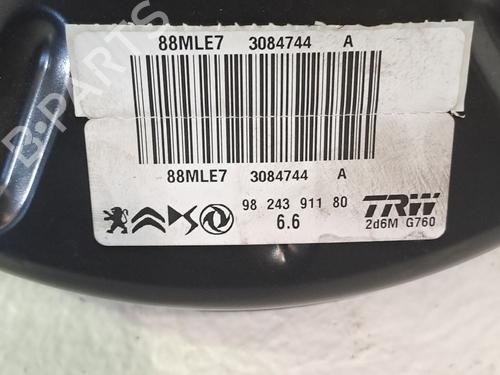 88MLE7 3084744 A
88MLE7 3084744 A
98 243 911 80
6.6
TRW
2d6M G760
B-PARTS